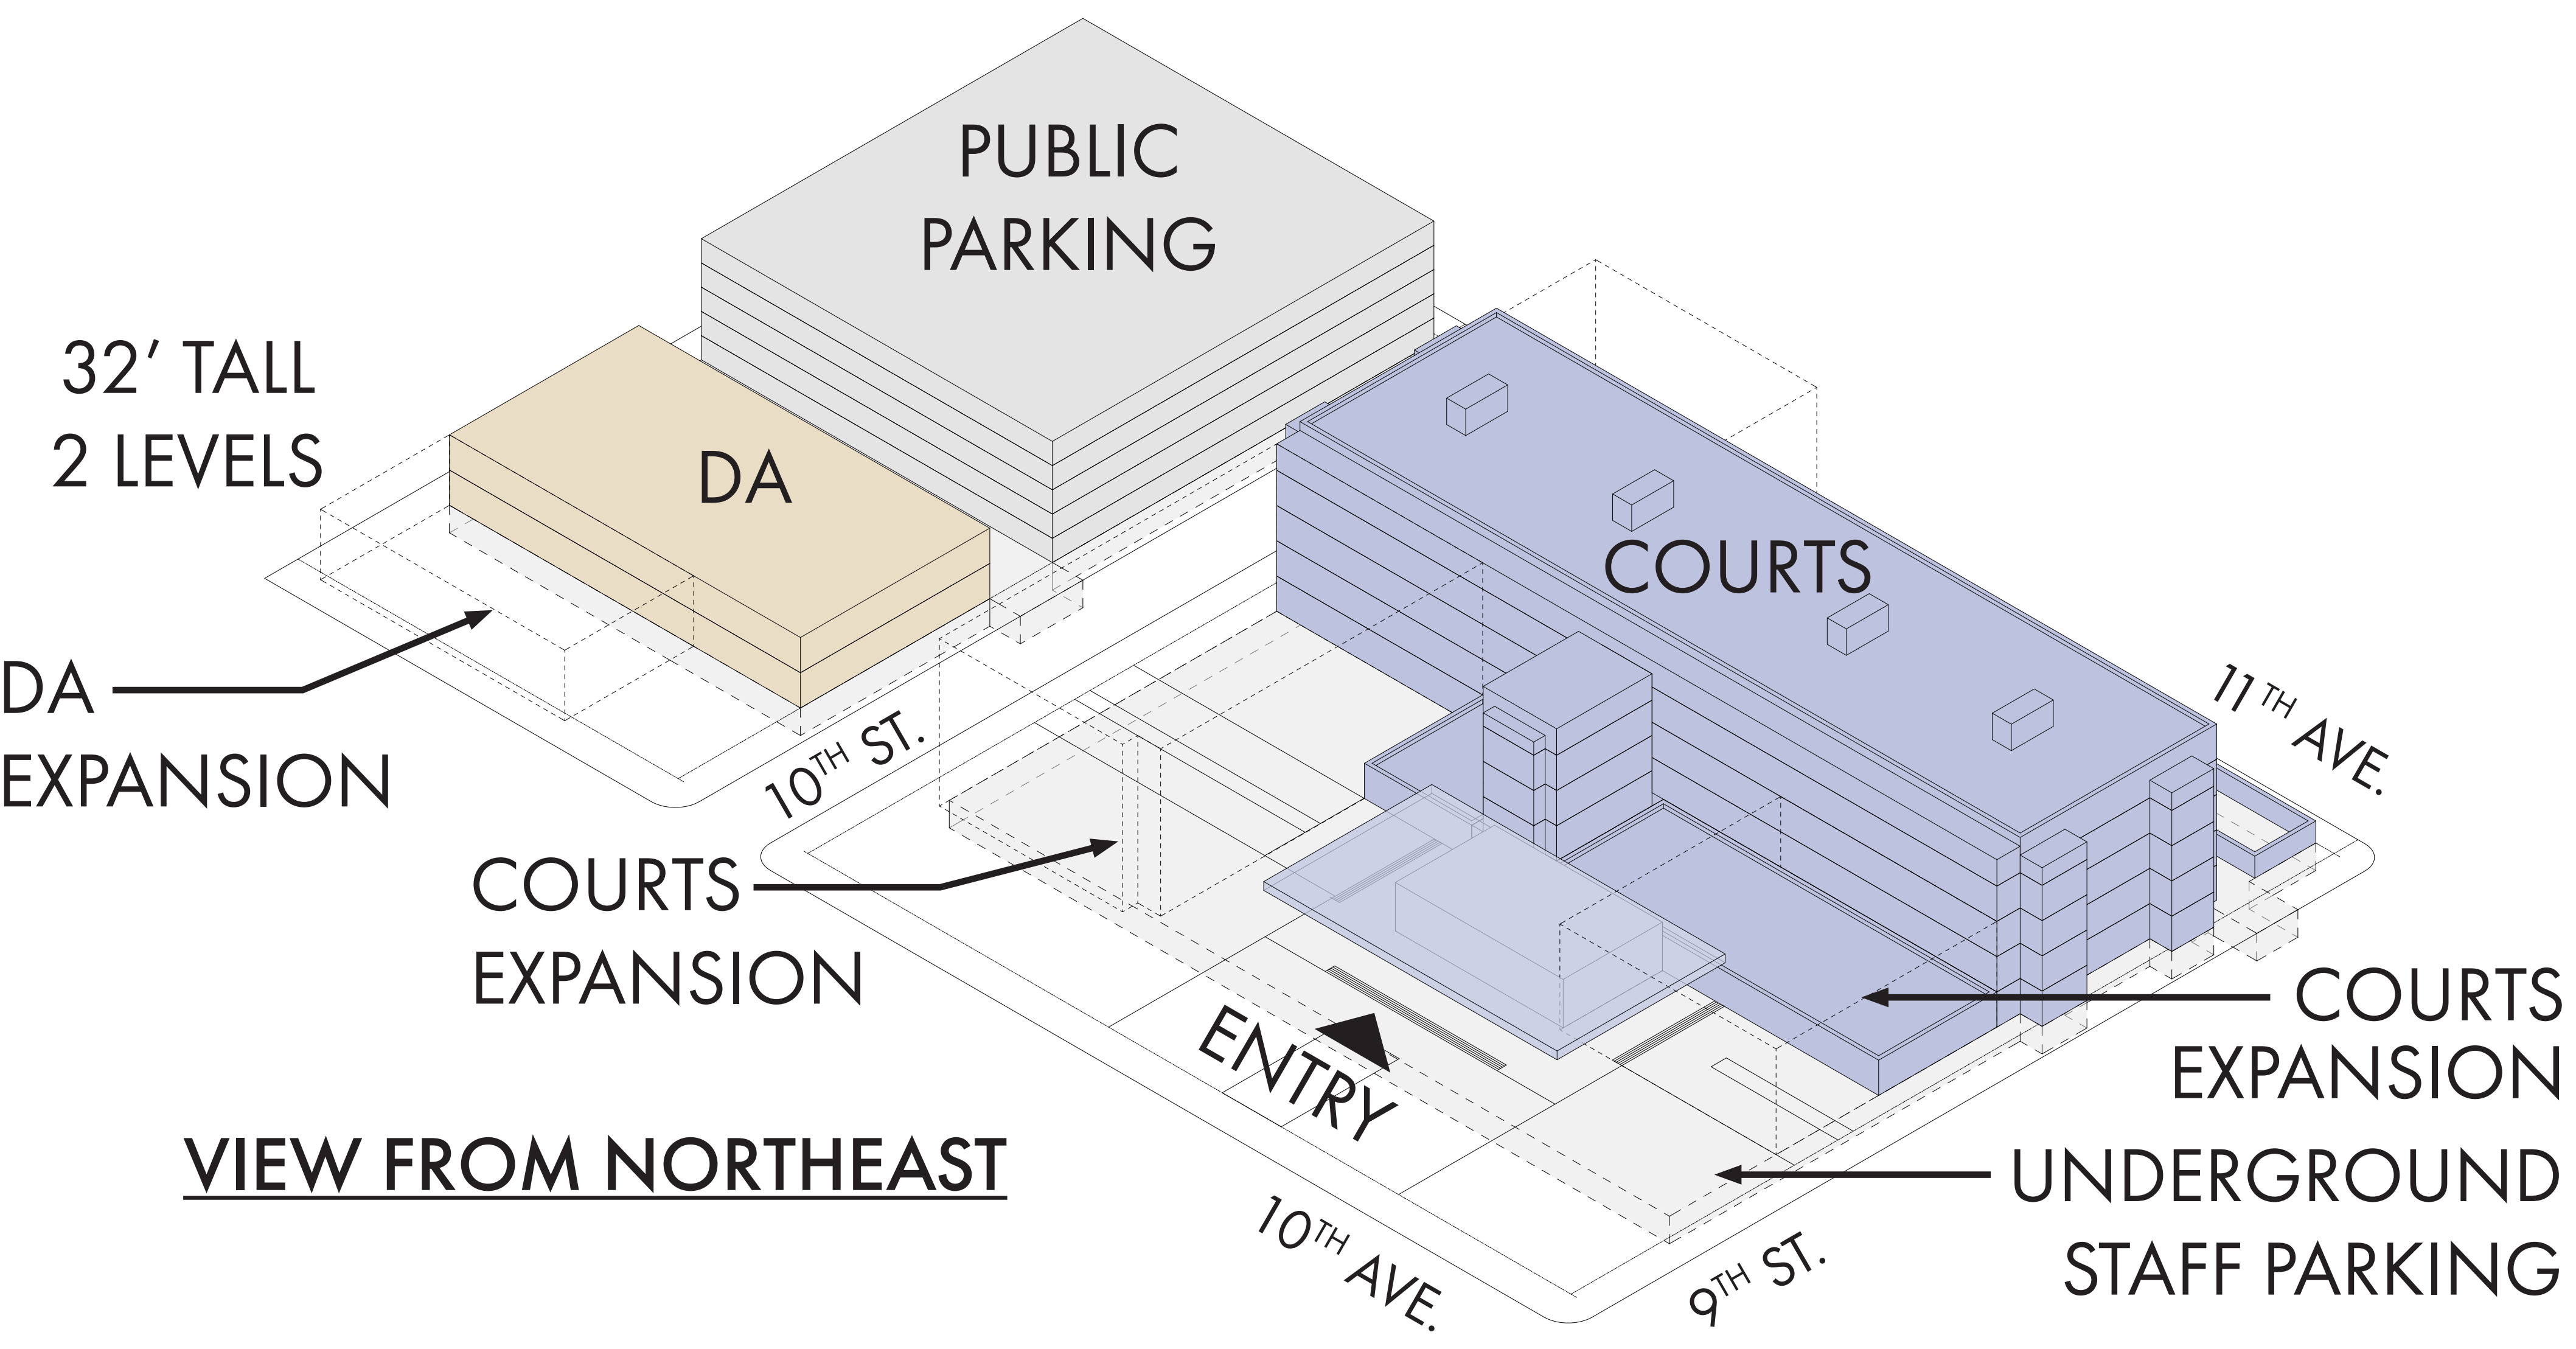 PUBLIC
PARKING
32' TALL
2 LEVELS
DA
COURTS
DA
EXPANSION
10TH ST.
11TH AVE.
COURTS
EXPANSION
ENTRY
COURTS
EXPANSION
VIEW FROM NORTHEAST
UNDERGROUND
STAFF PARKING
10TH AVE.
9TH ST.